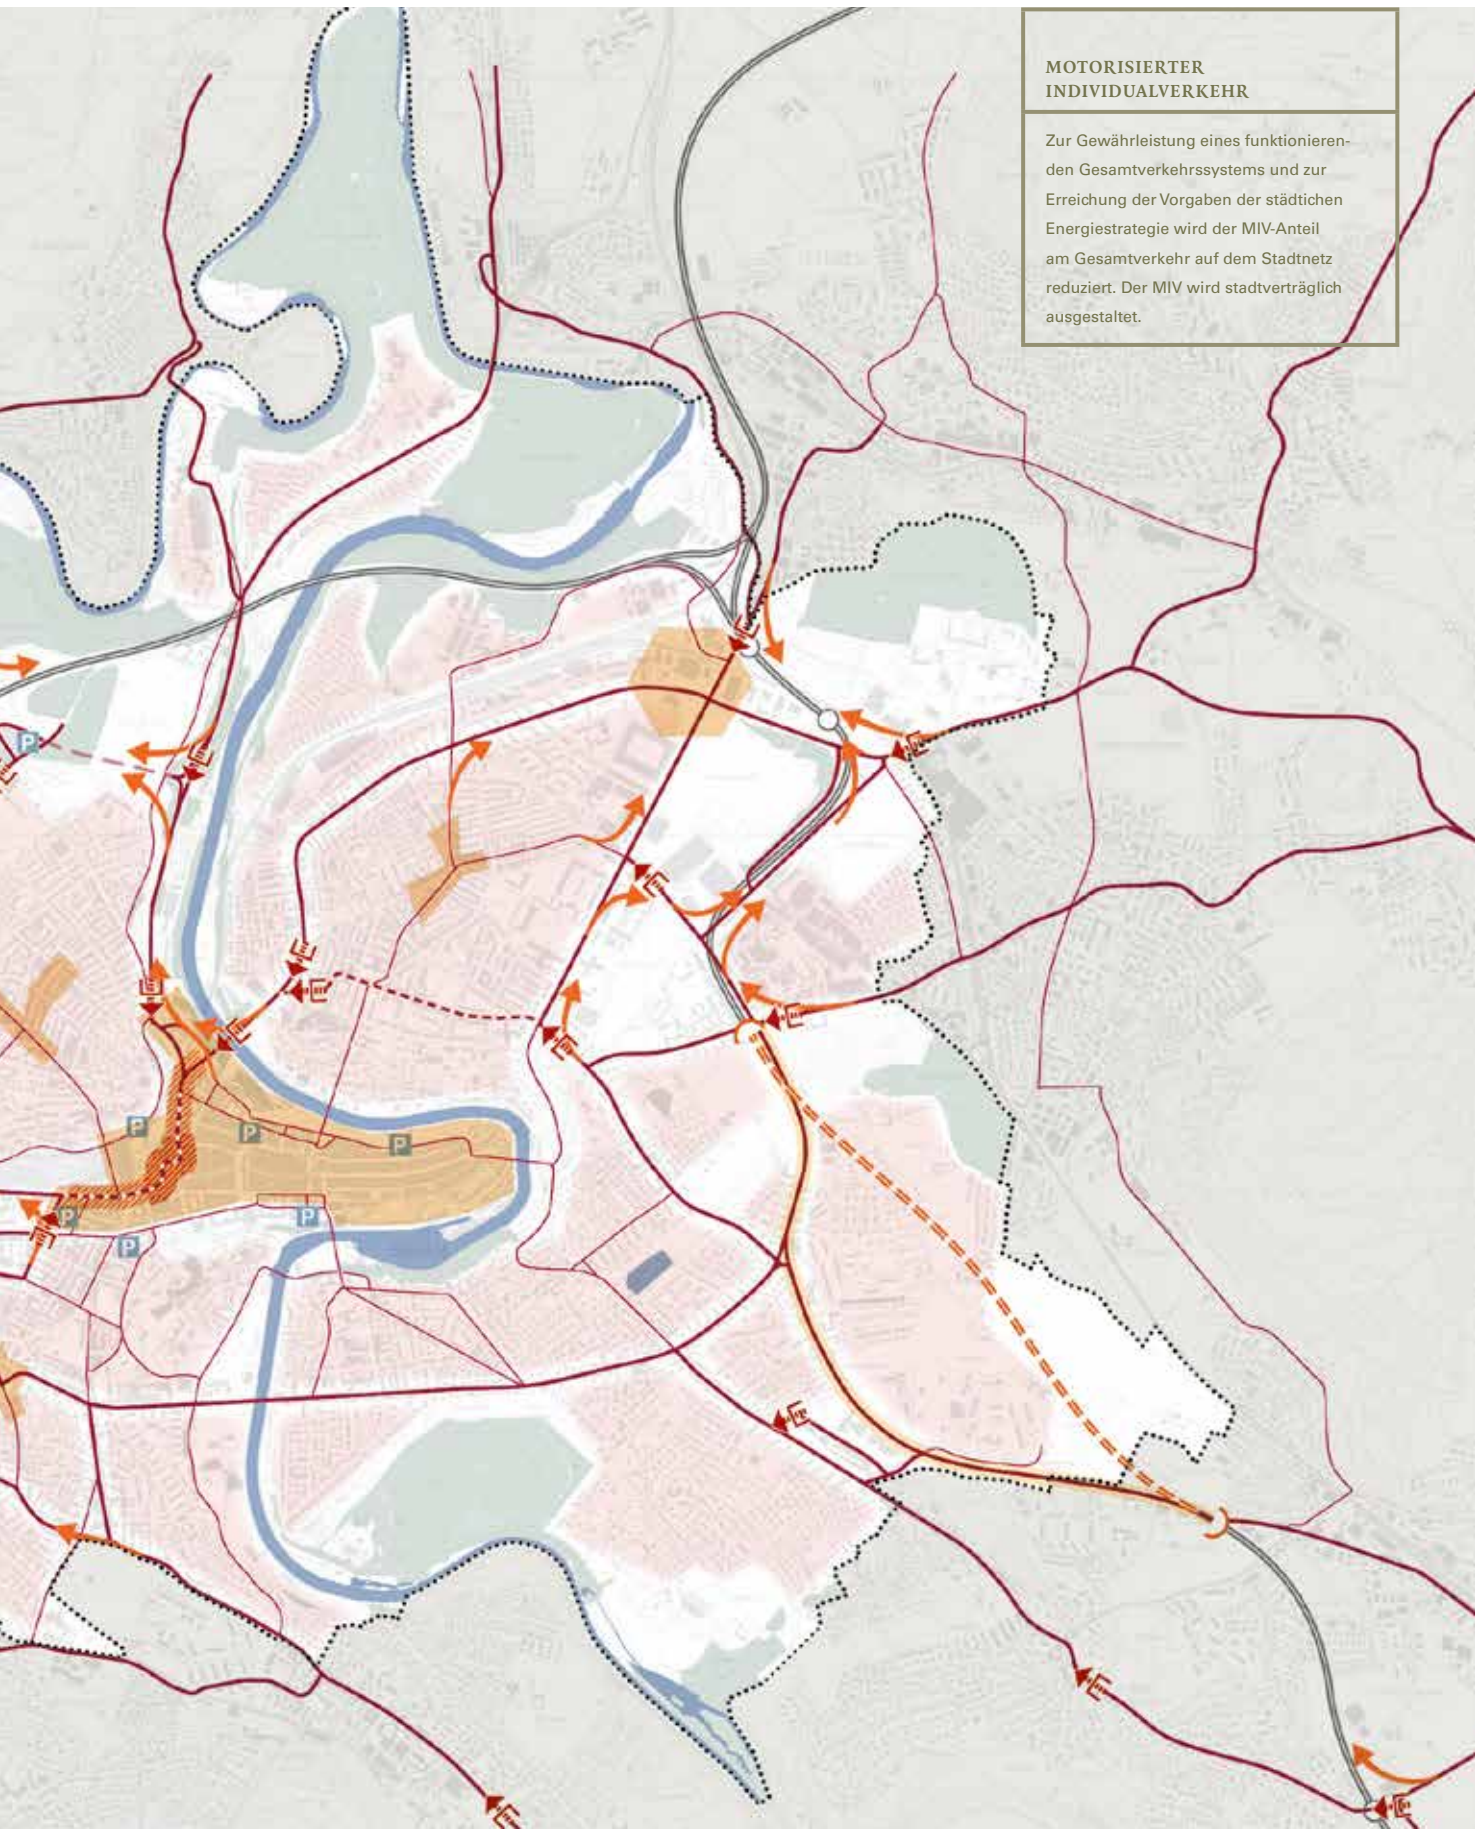 MOTORISIERTER
INDIVIDUALVERKEHR
Zur Gewährleistung eines funktionieren-
den Gesamtverkehrssystems und zur
Erreichung der Vorgaben der städtichen
Energiestrategie wird der MIV-Anteil
am Gesamtverkehr auf dem Stadtnetz
reduziert. Der MIV wird stadtverträglich
ausgestaltet.
P
P
P
P
P
P
P